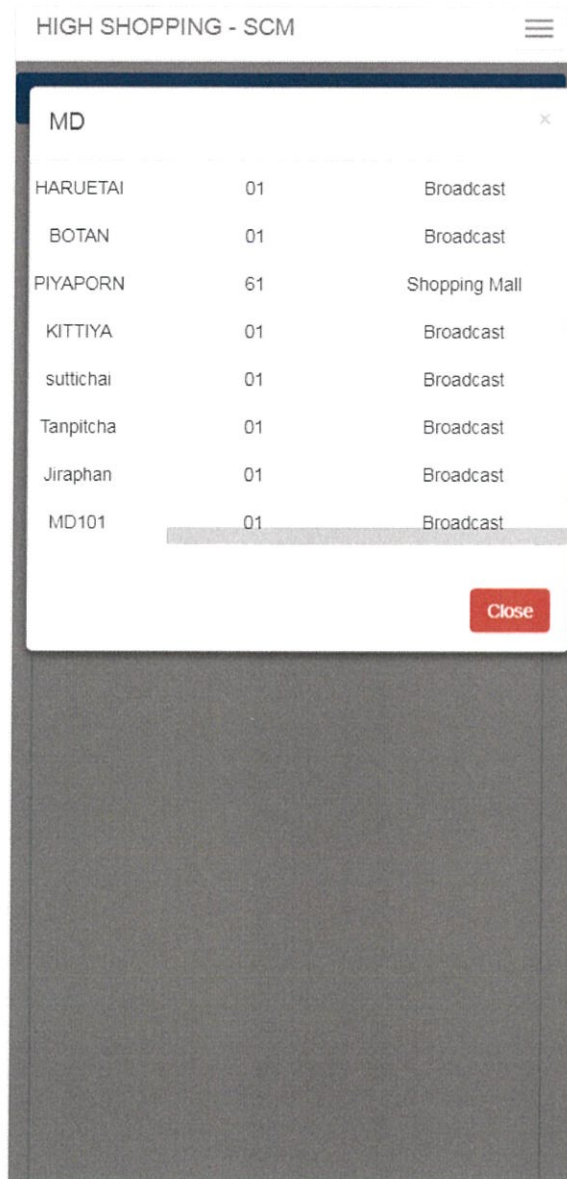 HIGH SHOPPING - SCM
MD ×
HARUETAI 01 Broadcast
BOTAN 01 Broadcast
PIYAPORN 61 Shopping Mall
KITTIYA 01 Broadcast
suttichai 01 Broadcast
Tanpitcha 01 Broadcast
Jiraphan 01 Broadcast
MD101 01 Broadcast
Close